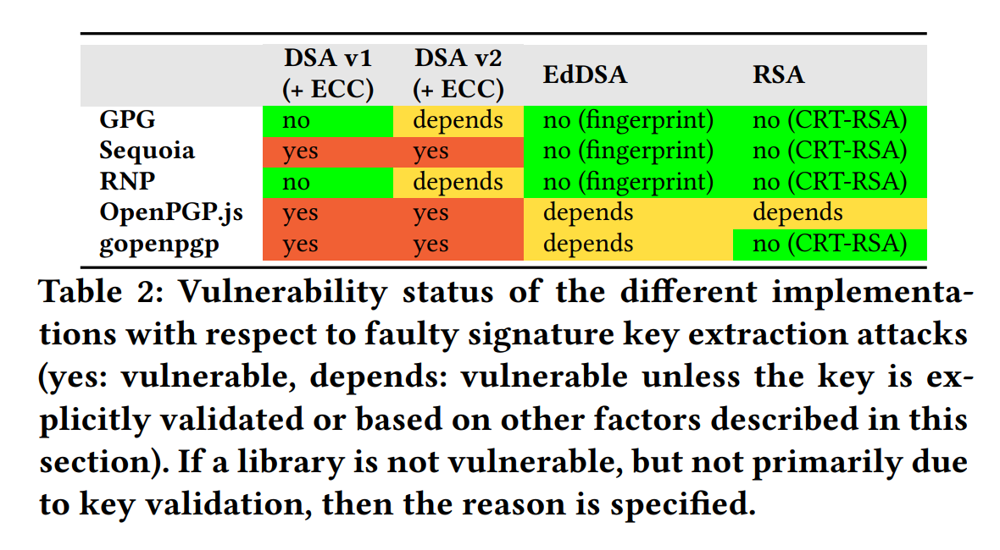 DSA v1 DSA v2 EdDSA RSA
(+ ECC) (+ ECC)
GPG no depends no (fingerprint) no (CRT-RSA)
Sequoia yes yes no (fingerprint) no (CRT-RSA)
RNP no depends no (fingerprint) no (CRT-RSA)
OpenPGP.js yes yes depends depends
gopenpgp yes yes depends no (CRT-RSA)
Table 2: Vulnerability status of the different implementa-
tions with respect to faulty signature key extraction attacks
(yes: vulnerable, depends: vulnerable unless the key is ex-
plicitly validated or based on other factors described in this
section). If a library is not vulnerable, but not primarily due
to key validation, then the reason is specified.